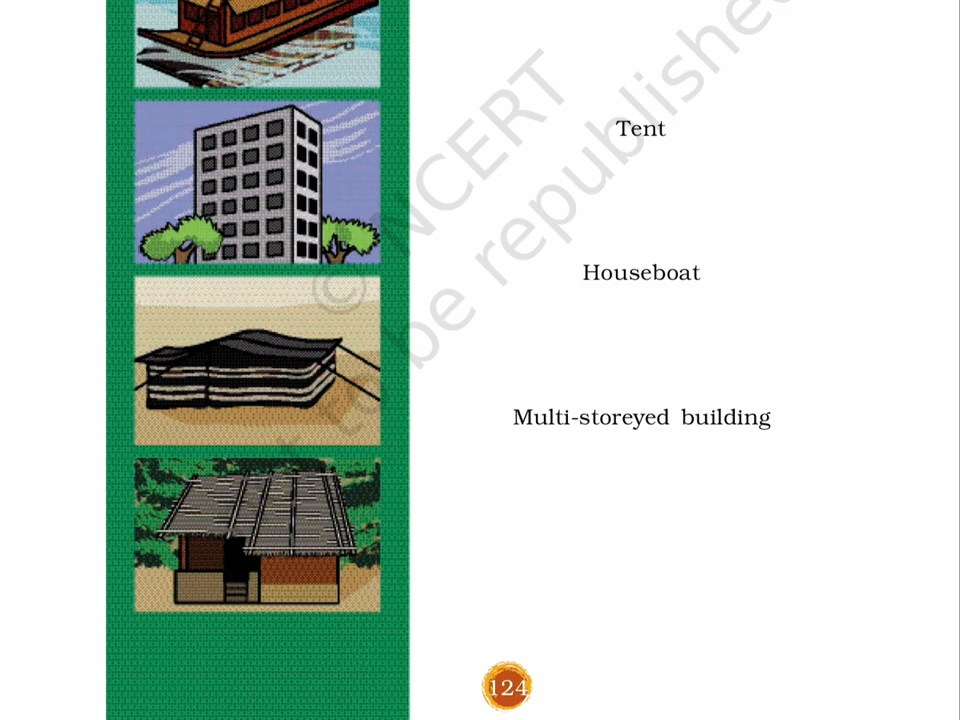 Tent
Houseboat
Multi-storeyed building
© NCERT
not to be republished
124